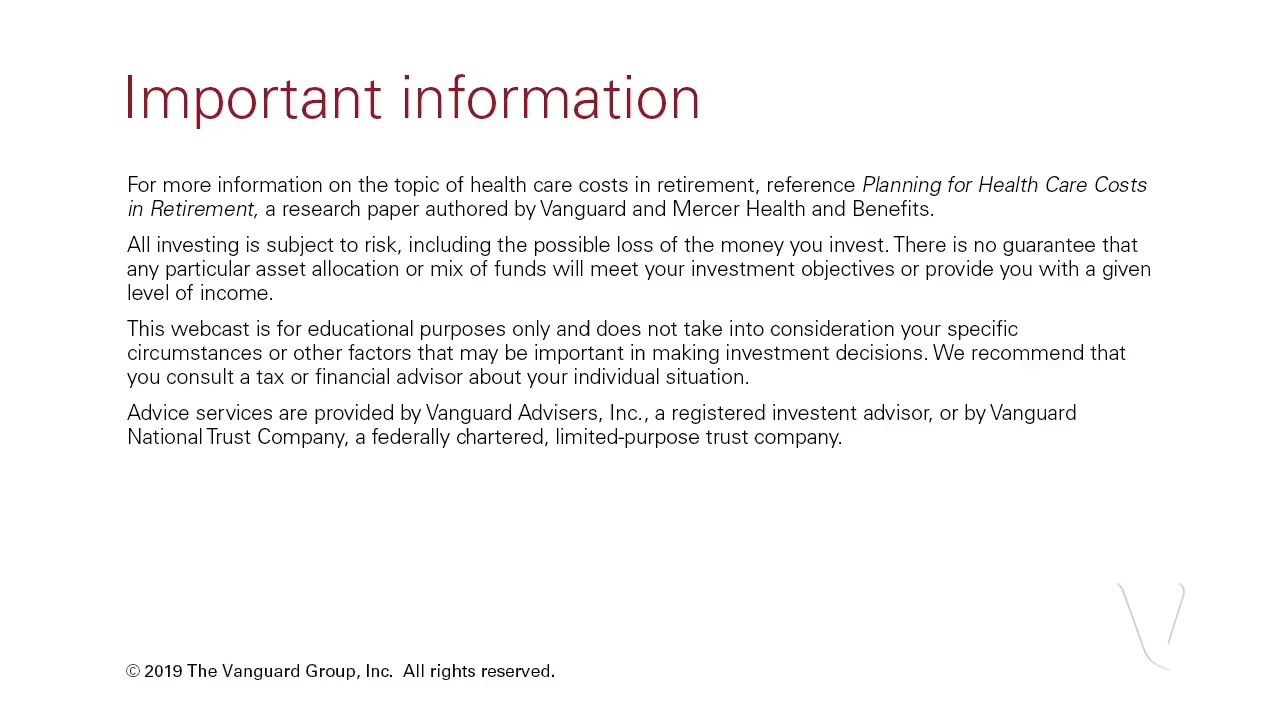 Important information
For more information on the topic of health care costs in retirement, reference Planning for Health Care Costs
in Retirement, a research paper authored by Vanguard and Mercer Health and Benefits.
All investing is subject to risk, including the possible loss of the money you invest. There is no guarantee that
any particular asset allocation or mix of funds will meet your investment objectives or provide you with a given
level of income.
This webcast is for educational purposes only and does not take into consideration your specific
circumstances or other factors that may be important in making investment decisions. We recommend that
you consult a tax or financial advisor about your individual situation.
Advice services are provided by Vanguard Advisers, Inc., a registered investent advisor, or by Vanguard
National Trust Company, a federally chartered, limited-purpose trust company.
© 2019 The Vanguard Group, Inc. All rights reserved.